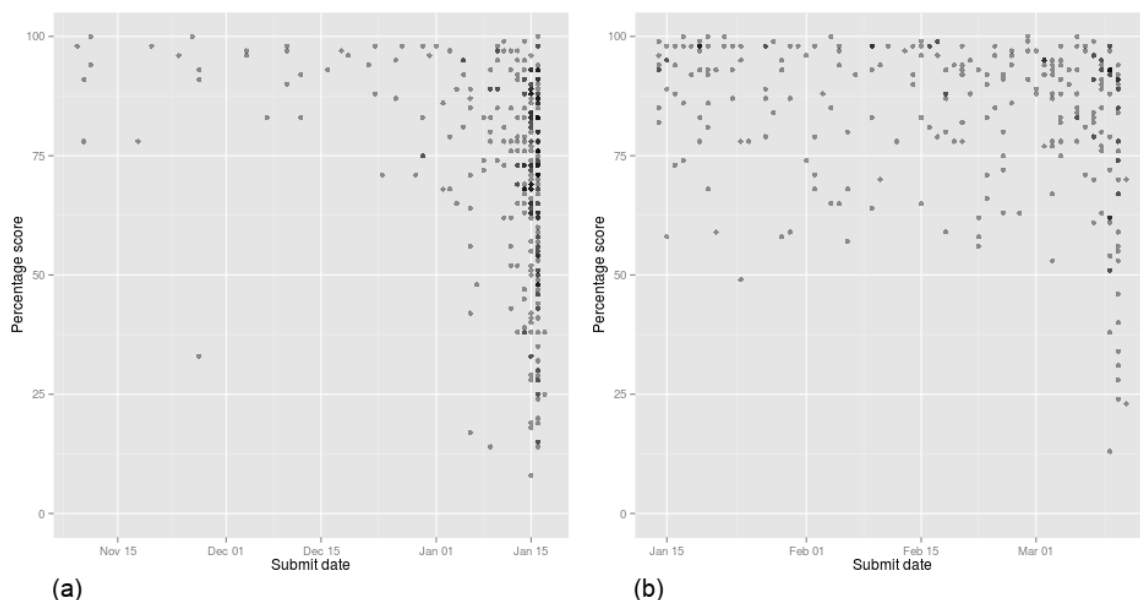 100
75
50
25
0
Percentage score
Nov 15
Dec 01
Dec 15
Jan 01
Jan 15
Submit date
(a)
100
75
50
25
0
Percentage score
Jan 15
Feb 01
Feb 15
Mar 01
Submit date
(b)